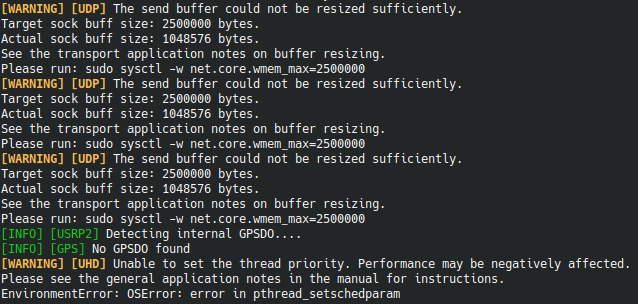 [WARNING] [UDP] The send buffer could not be resized sufficiently.
Target sock buff size: 2500000 bytes.
Actual sock buff size: 1048576 bytes.
See the transport application notes on buffer resizing.
Please run: sudo sysctl -w net.core.wmem_max=2500000
[WARNING] [UDP] The send buffer could not be resized sufficiently.
Target sock buff size: 2500000 bytes.
Actual sock buff size: 1048576 bytes.
See the transport application notes on buffer resizing.
Please run: sudo sysctl -w net.core.wmem_max=2500000
[WARNING] [UDP] The send buffer could not be resized sufficiently.
Target sock buff size: 2500000 bytes.
Actual sock buff size: 1048576 bytes.
See the transport application notes on buffer resizing.
Please run: sudo sysctl -w net.core.wmem_max=2500000
[INFO] [USRP2] Detecting internal GPSDO....
[INFO] [GPS] No GPSDO found
[WARNING] [UHD] Unable to set the thread priority. Performance may be negatively affected.
Please see the general application notes in the manual for instructions.
EnvironmentError: OSError: error in pthread_setschedparam